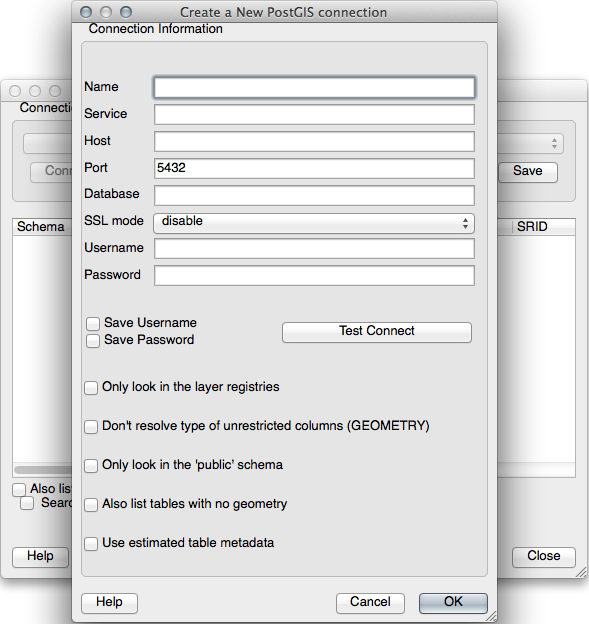 Create a New PostGIS connection
Connection Information
Name
Service
Host
Port 5432
Database
SSL mode disable
Username
Password
Save Username
Save Password
Test Connect
Only look in the layer registries
Don't resolve type of unrestricted columns (GEOMETRY)
Only look in the 'public' schema
Also list tables with no geometry
Use estimated table metadata
Help Cancel OK
Connecti
Conn
Save
Schema SRID
Also list
Searc
Help Close